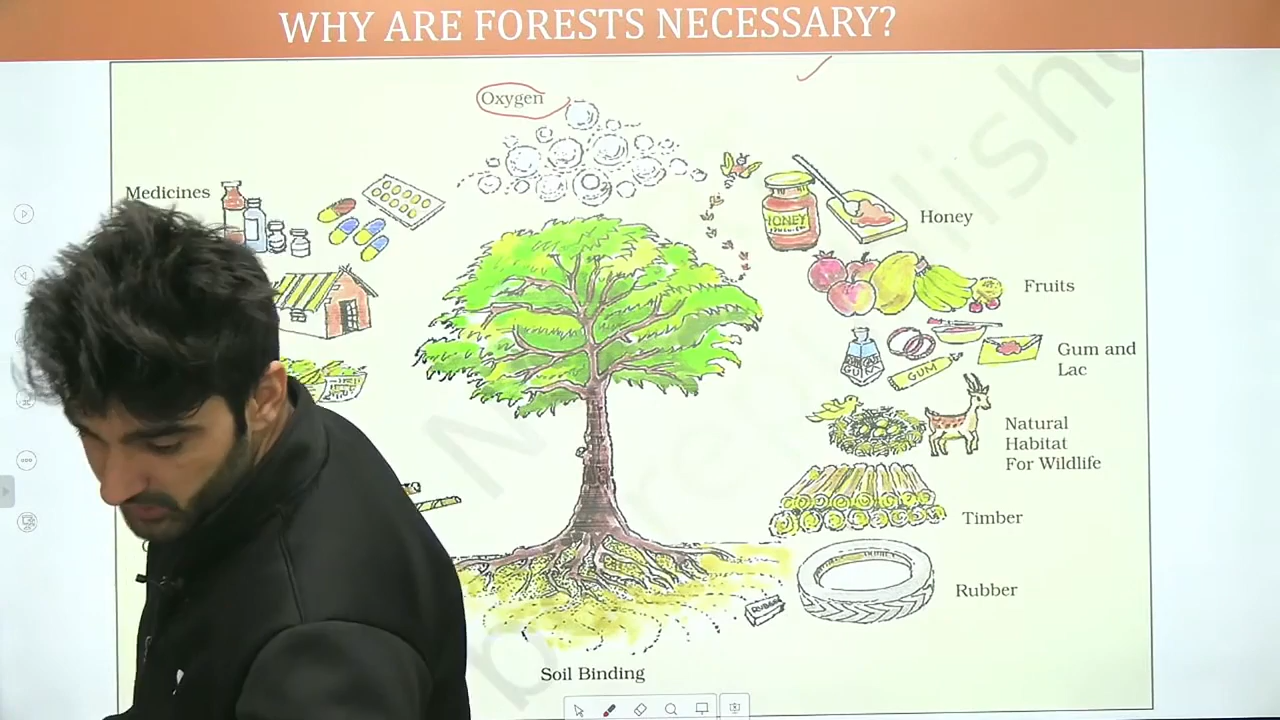 WHY ARE FORESTS NECESSARY?
Oxygen
Medicines
HONEY
Honey
Fruits
GUM
Gum and
Lac
Natural
Habitat
For Wildlife
Timber
RUBBER
Rubber
Soil Binding